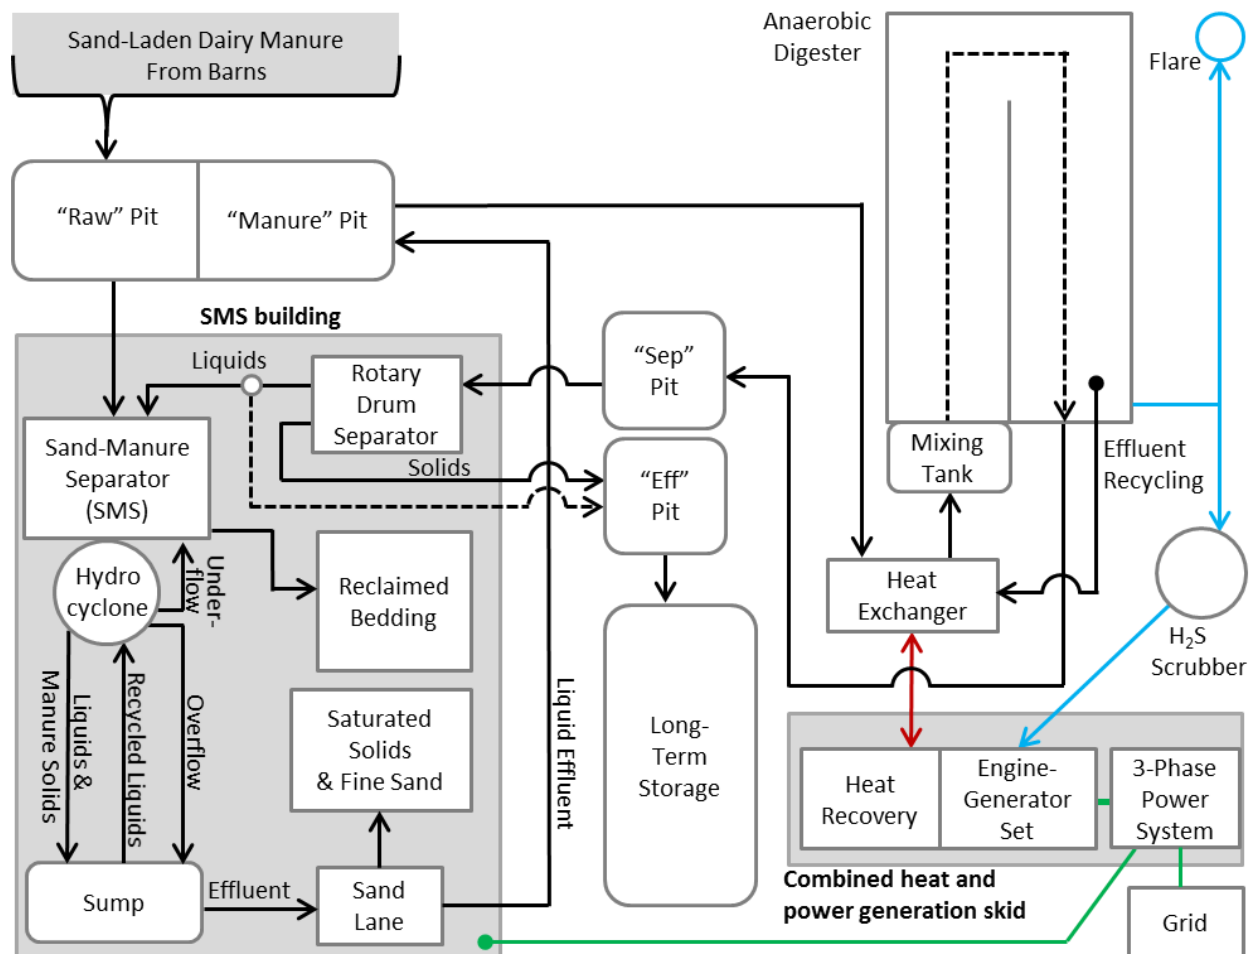 Sand-Laden Dairy Manure
From Barns
Anaerobic
Digester
Flare
“Raw” Pit
“Manure” Pit
SMS building
Liquids
Rotary
Drum
Separator
“Sep”
Pit
Sand-Manure
Separator
(SMS)
Solids
“Eff”
Pit
Mixing
Tank
Effluent
Recycling
Hydro
cyclone
Under-
flow
Reclaimed
Bedding
Heat
Exchanger
H₂S
Scrubber
Liquids &
Manure Solids
Recycled Liquids
Overflow
Saturated
Solids
& Fine Sand
Liquid Effluent
Long-
Term
Storage
Heat
Recovery
Engine-
Generator
Set
3-Phase
Power
System
Sump
Effluent
Sand
Lane
Combined heat and
power generation skid
Grid